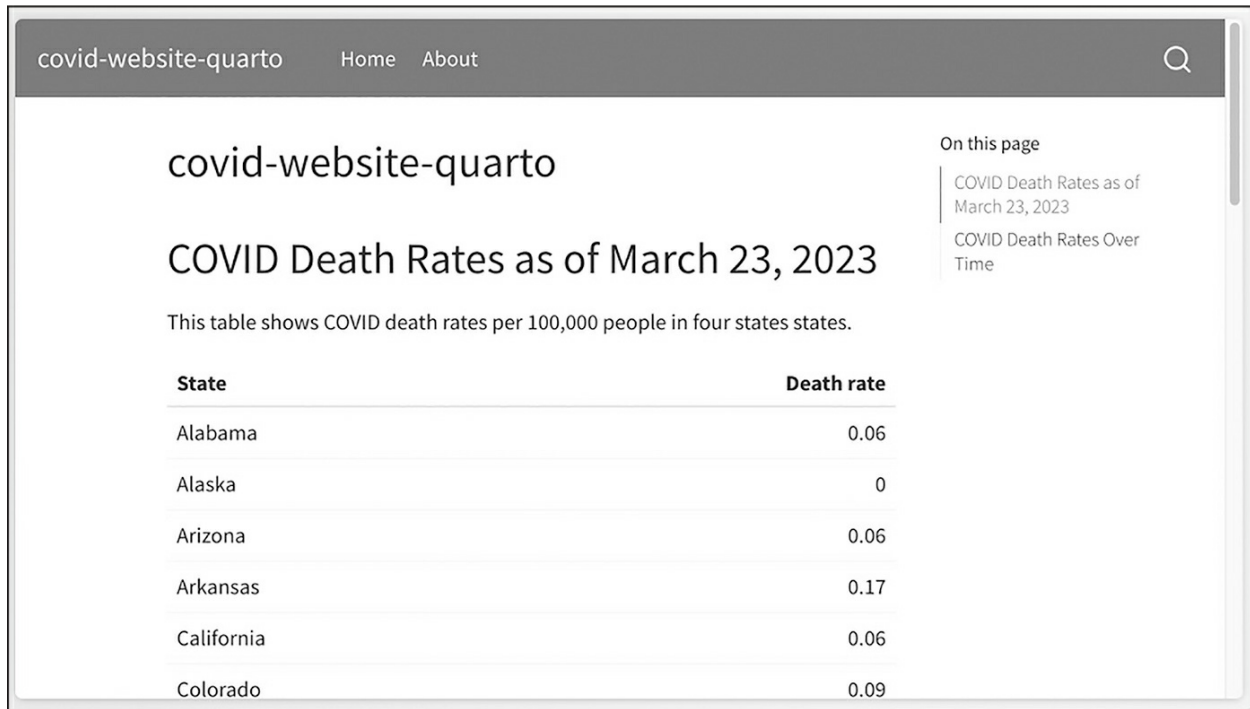 covid-website-quarto Home About
covid-website-quarto
COVID Death Rates as of March 23, 2023
This table shows COVID death rates per 100,000 people in four states states.
State Death rate
Alabama 0.06
Alaska 0
Arizona 0.06
Arkansas 0.17
California 0.06
Colorado 0.09
On this page
COVID Death Rates as of
March 23, 2023
COVID Death Rates Over
Time